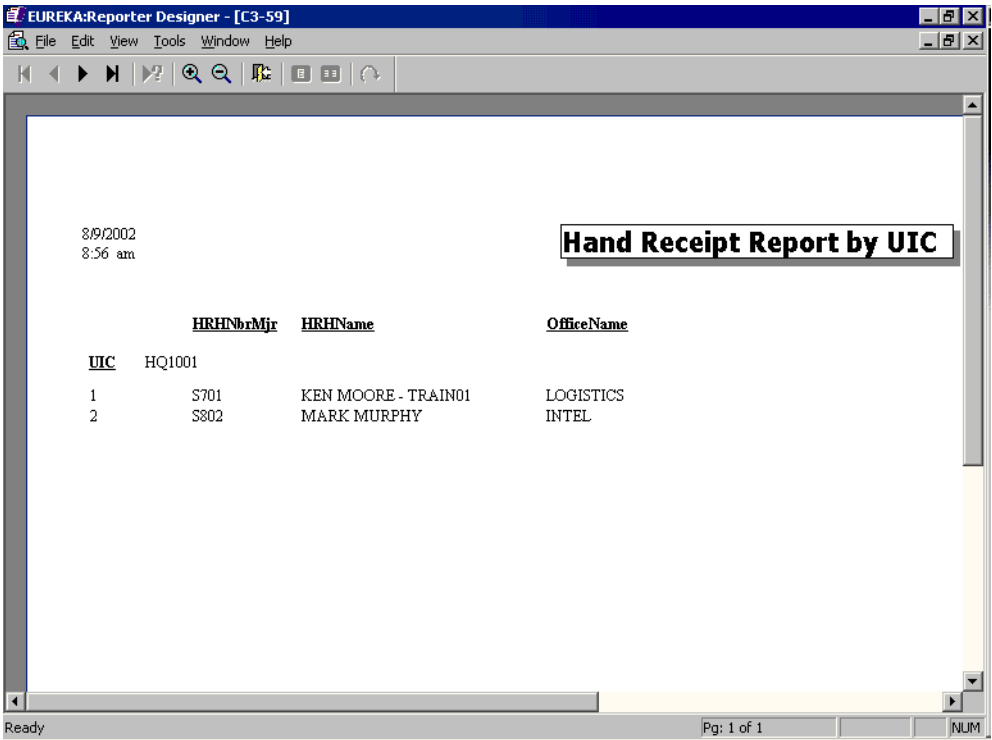 EUREKA:Reporter Designer - [C3-59]
File Edit View Tools Window Help
8/9/2002
8:56 am
Hand Receipt Report by UIC
HRHNbrMjr HRHName OfficeName
UIC HQ1001
1 S701 KEN MOORE - TRAIN01 LOGISTICS
2 S802 MARK MURPHY INTEL
Ready Pg: 1 of 1 NUM